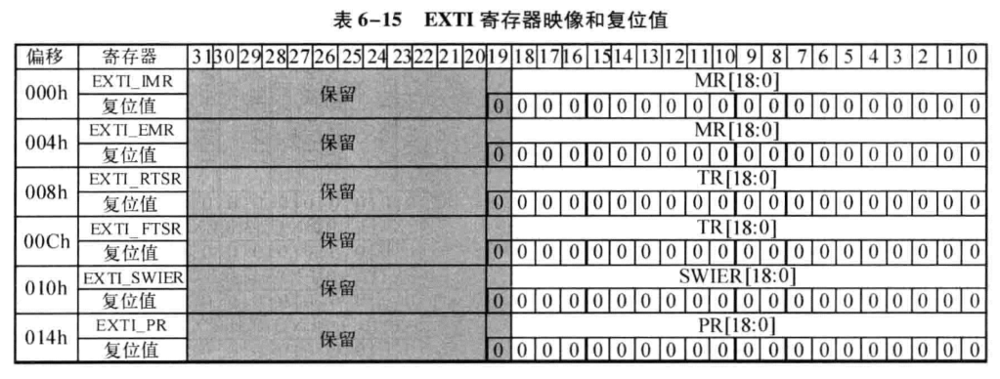 表 6-15 EXTI 寄存器映像和复位值
偏移 寄存器 31 30 29 28 27 26 25 24 23 22 21 20 19 18 17 16 15 14 13 12 11 10 9 8 7 6 5 4 3 2 1 0
000h EXTI_IMR 保留 MR[18:0]
复位值 0 0 0 0 0 0 0 0 0 0 0 0 0 0 0 0 0 0 0 0
004h EXTI_EMR 保留 MR[18:0]
复位值 0 0 0 0 0 0 0 0 0 0 0 0 0 0 0 0 0 0 0 0
008h EXTI_RTSR 保留 TR[18:0]
复位值 0 0 0 0 0 0 0 0 0 0 0 0 0 0 0 0 0 0 0 0
00Ch EXTI_FTSR 保留 TR[18:0]
复位值 0 0 0 0 0 0 0 0 0 0 0 0 0 0 0 0 0 0 0 0
010h EXTI_SWIER 保留 SWIER[18:0]
复位值 0 0 0 0 0 0 0 0 0 0 0 0 0 0 0 0 0 0 0 0
014h EXTI_PR 保留 PR[18:0]
复位值 0 0 0 0 0 0 0 0 0 0 0 0 0 0 0 0 0 0 0 0